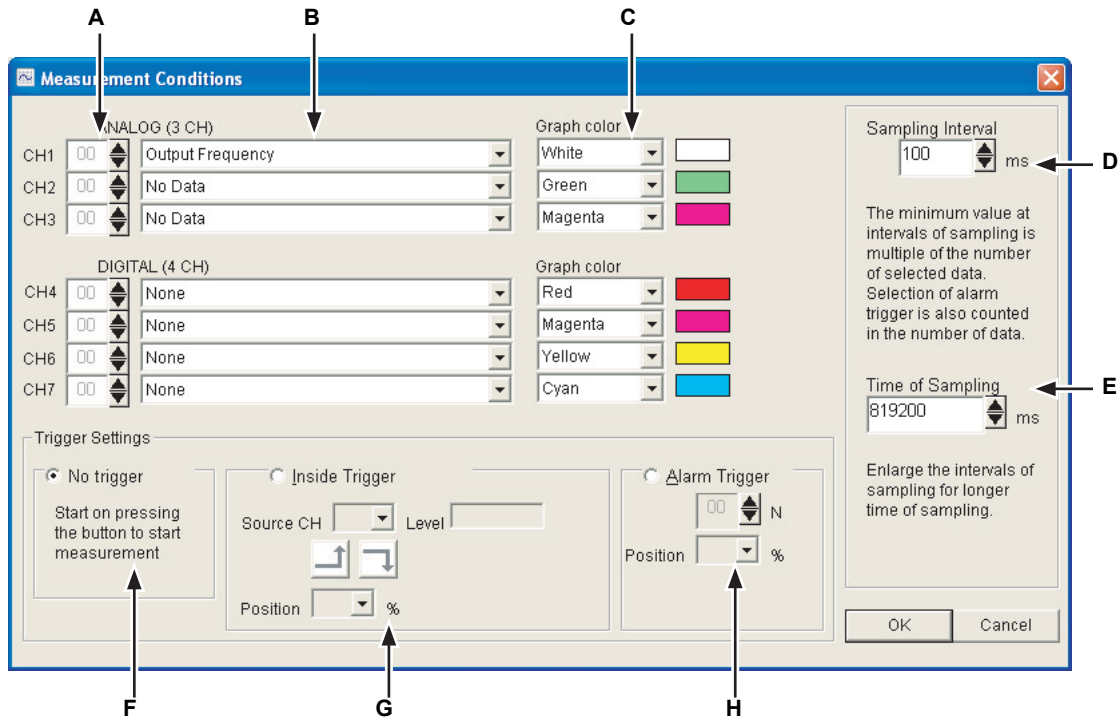 A B C
Measurement Conditions
ANALOG (3 CH) Graph color
CH1 00 Output Frequency White
CH2 00 No Data Green
CH3 00 No Data Magenta
DIGITAL (4 CH) Graph color
CH4 00 None Red
CH5 00 None Magenta
CH6 00 None Yellow
CH7 00 None Cyan
Sampling Interval
100 ms D
The minimum value at
intervals of sampling is
multiple of the number
of selected data.
Selection of alarm
trigger is also counted
in the number of data.
Time of Sampling E
819200 ms
Enlarge the intervals of
sampling for longer
time of sampling.
Trigger Settings
No trigger
Start on pressing
the button to start
measurement
Inside Trigger
Source CH Level
Position %
Alarm Trigger
00 N
Position %
OK Cancel
F G H